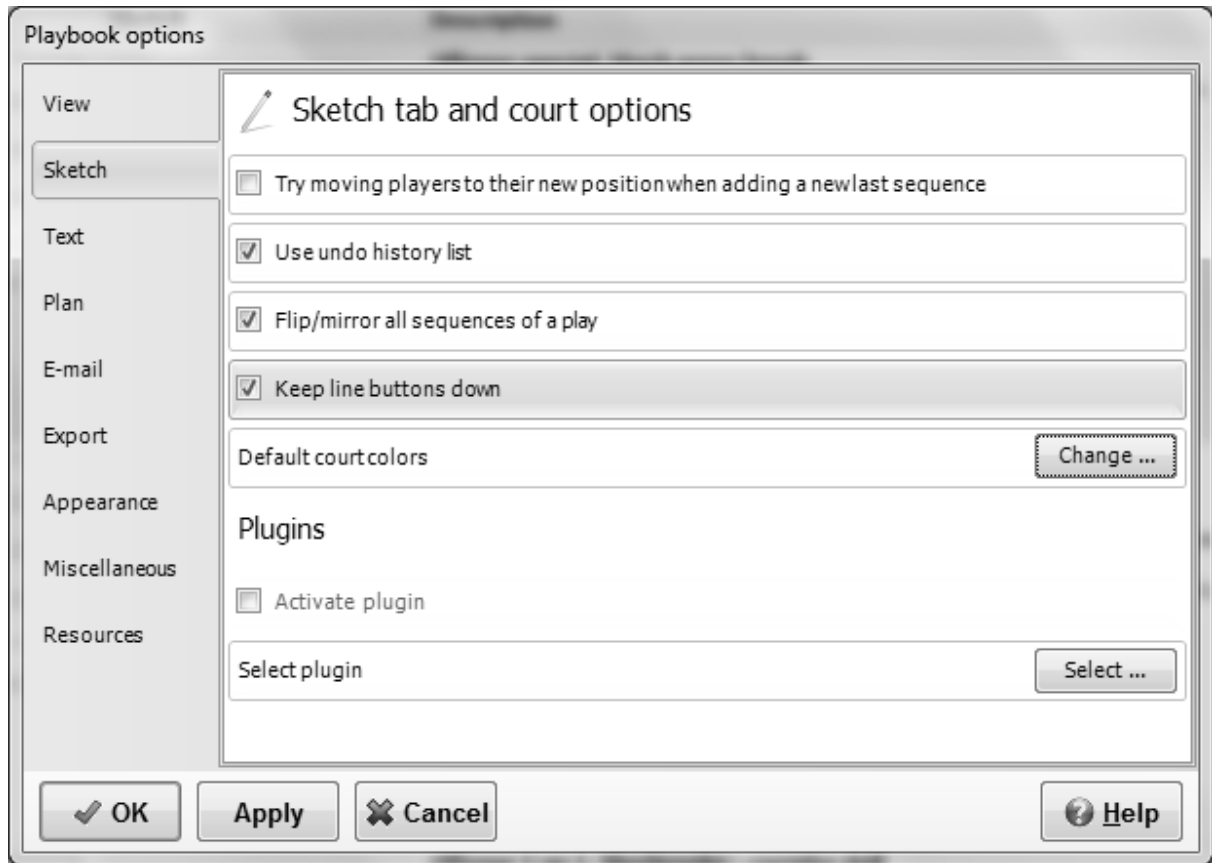 Description
Playbook options
View
Sketch
Text
Plan
E-mail
Export
Appearance
Miscellaneous
Resources
Sketch tab and court options
Try moving players to their new position when adding a new last sequence
Use undo history list
Flip/mirror all sequences of a play
Keep line buttons down
Default court colors
Change ...
Plugins
Activate plugin
Select plugin
Select ...
OK
Apply
Cancel
Help